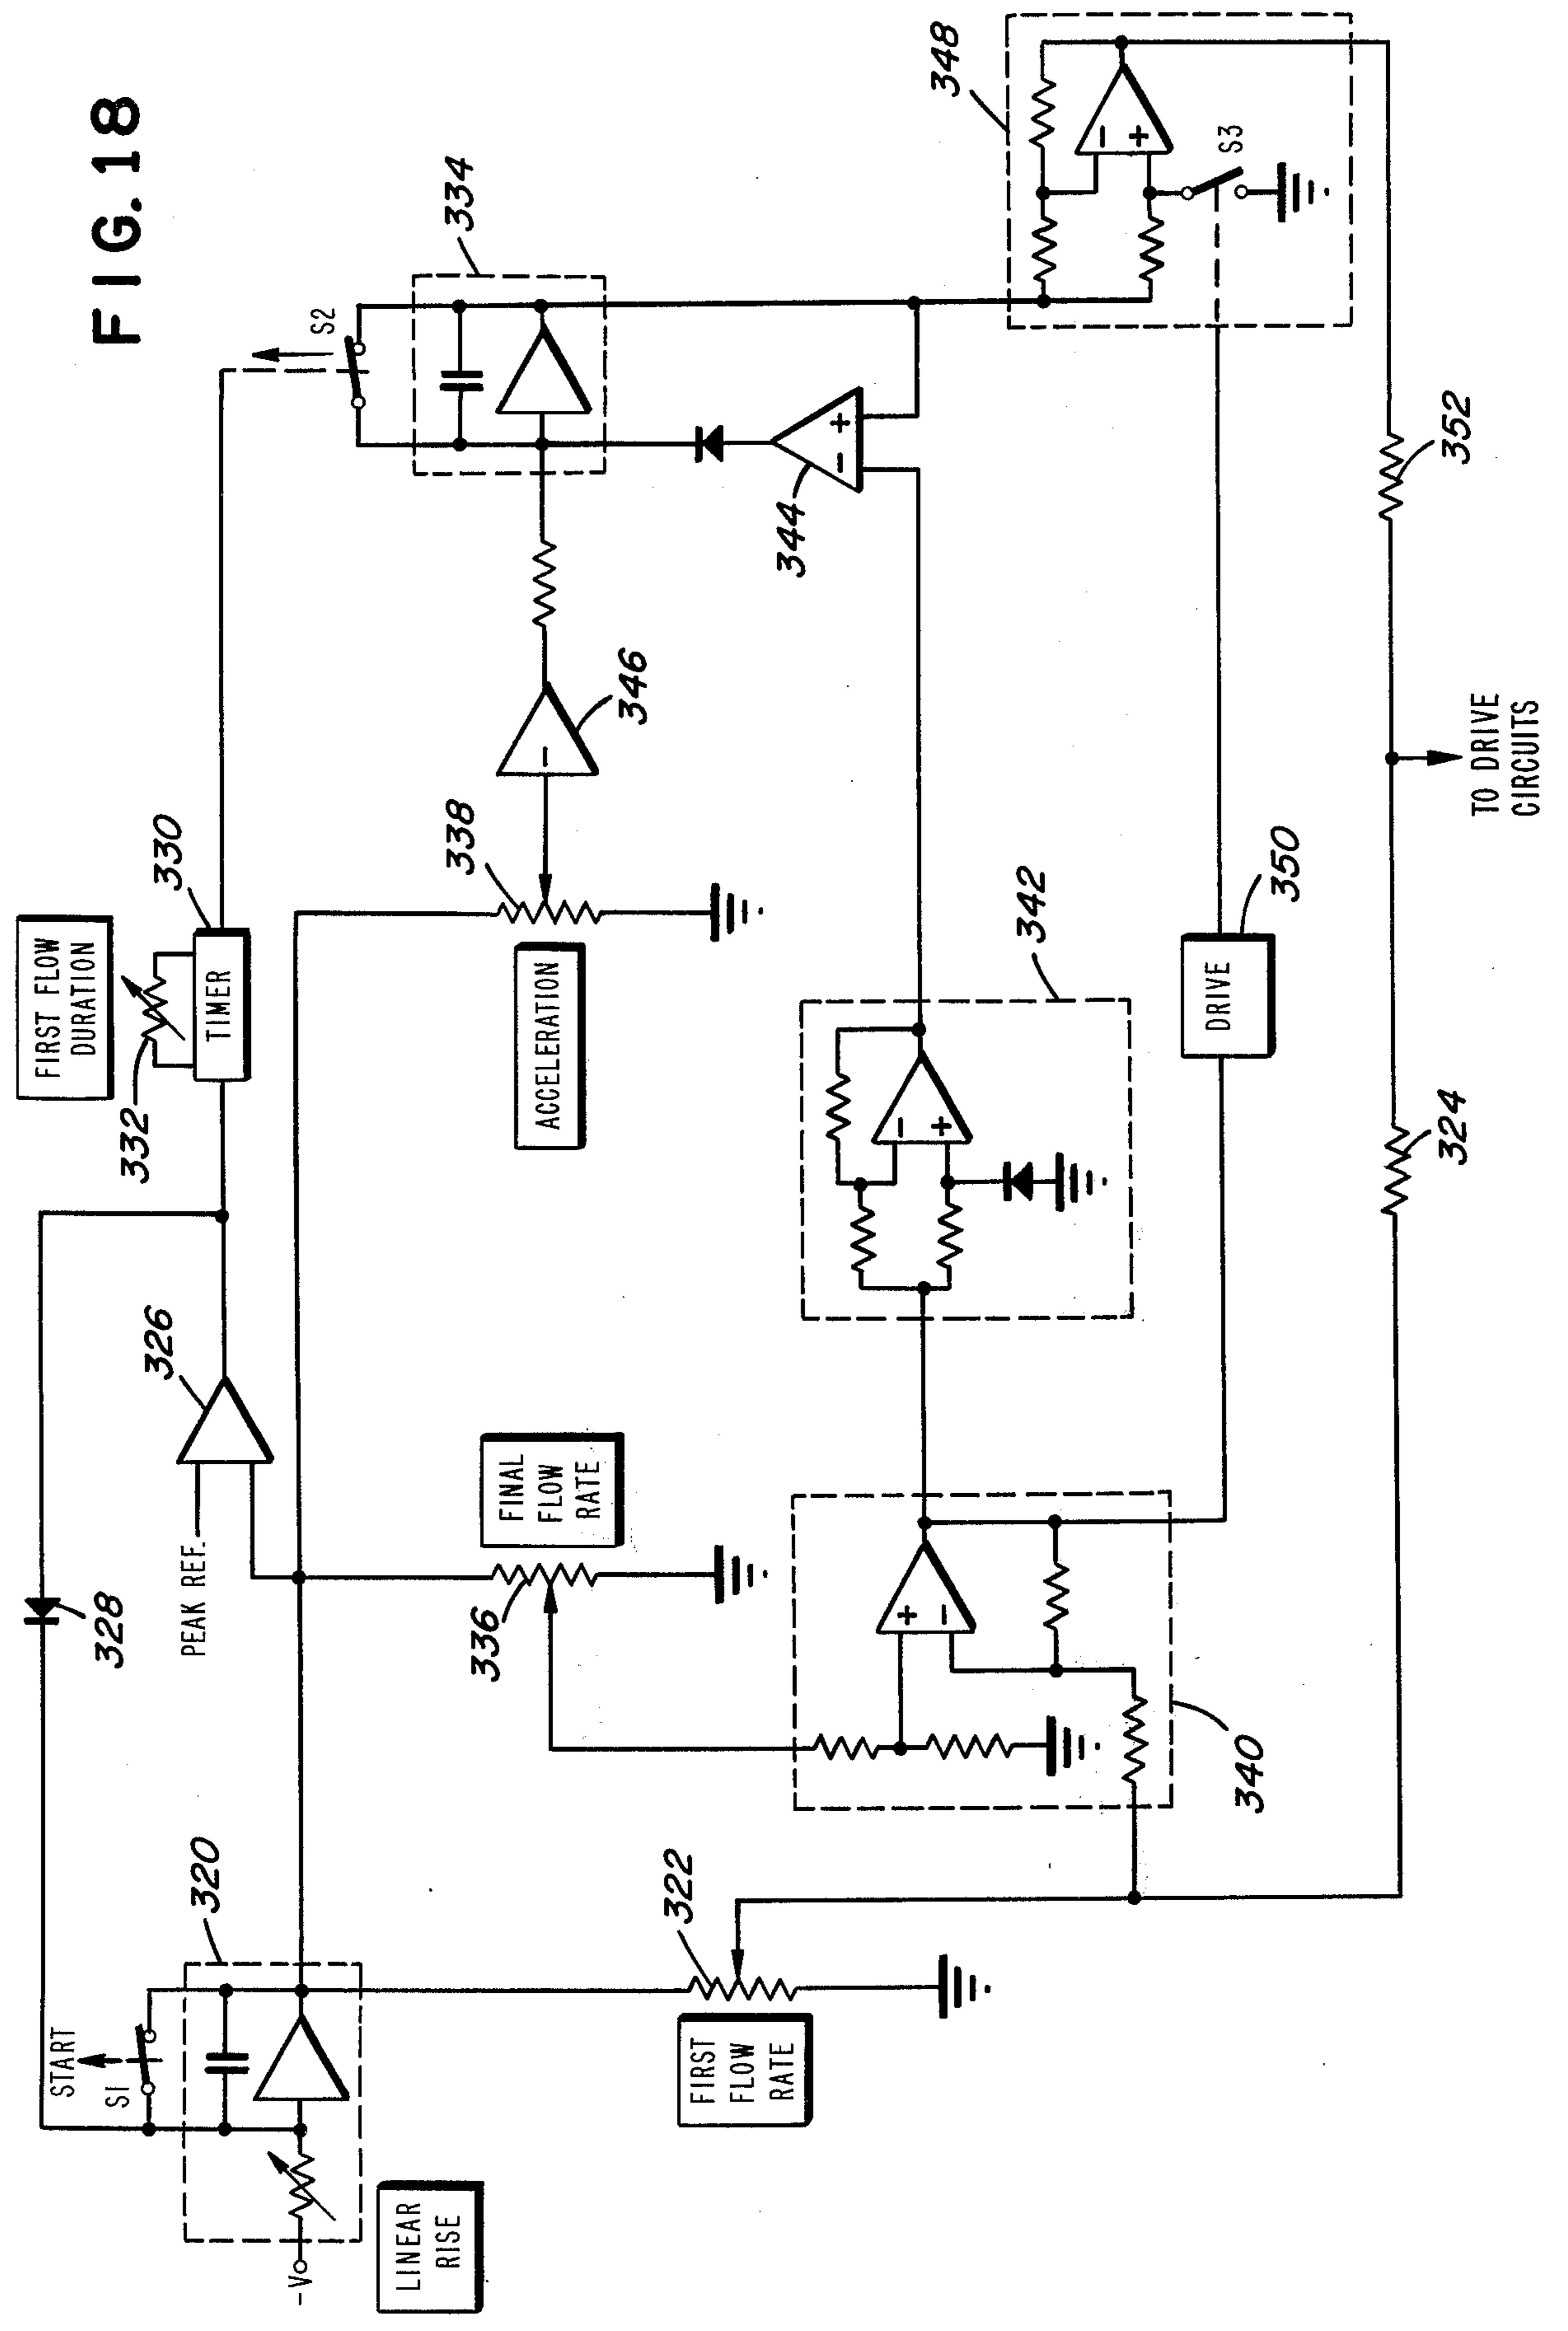 FIG.18
START
S1
-V
LINEAR
RISE
320
328
PEAK REF.
326
FIRST FLOW
DURATION
332
TIMER
330
S2
334
FIRST
FLOW
RATE
322
FINAL
FLOW
RATE
336
ACCELERATION
338
−
346
−
+
344
+
−
340
−
+
342
DRIVE
350
−
+
S3
348
324
TO DRIVE
CIRCUITS
352